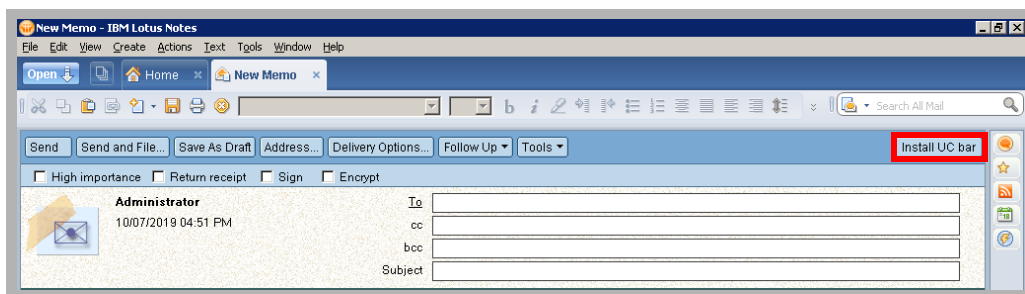 New Memo - IBM Lotus Notes
File Edit View Create Actions Text Tools Window Help
Open Home × New Memo ×
b i Search All Mail
Send Send and File... Save As Draft Address... Delivery Options... Follow Up Tools Install UC bar
High importance Return receipt Sign Encrypt
Administrator To
10/07/2019 04:51 PM cc
bcc
Subject